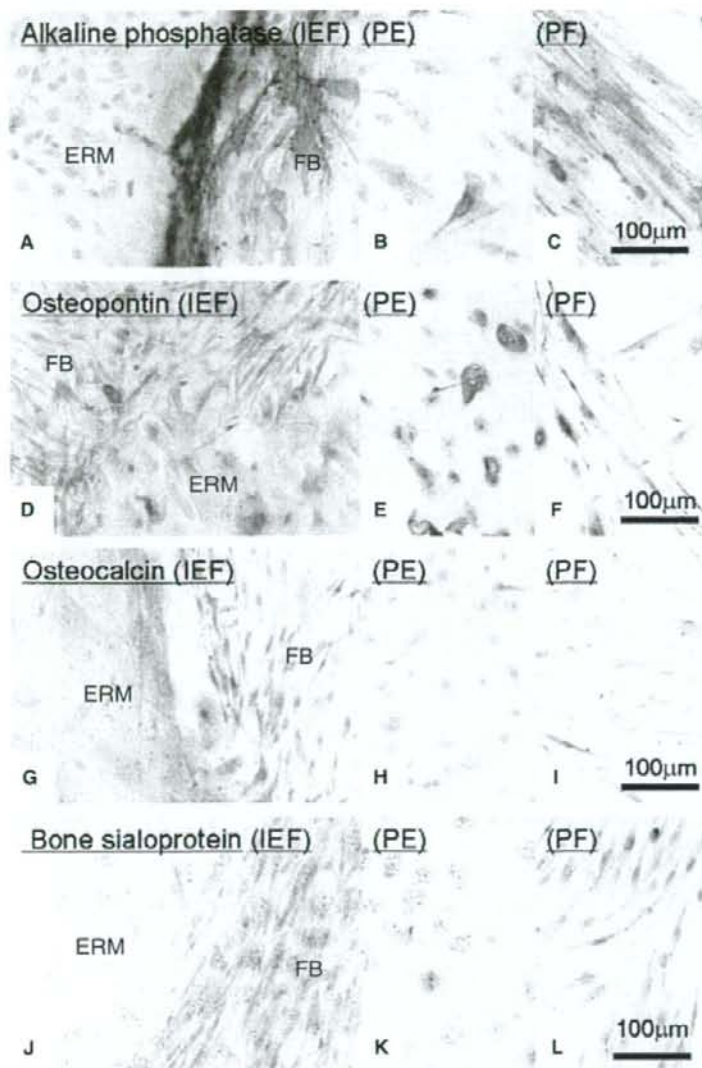 Alkaline phosphatase (IEF) (PE) (PF)
ERM FB
A B C 100μm
Osteopontin (IEF) (PE) (PF)
FB
ERM
D E F 100μm
Osteocalcin (IEF) (PE) (PF)
ERM FB
G H I 100μm
Bone sialoprotein (IEF) (PE) (PF)
ERM FB
J K L 100μm